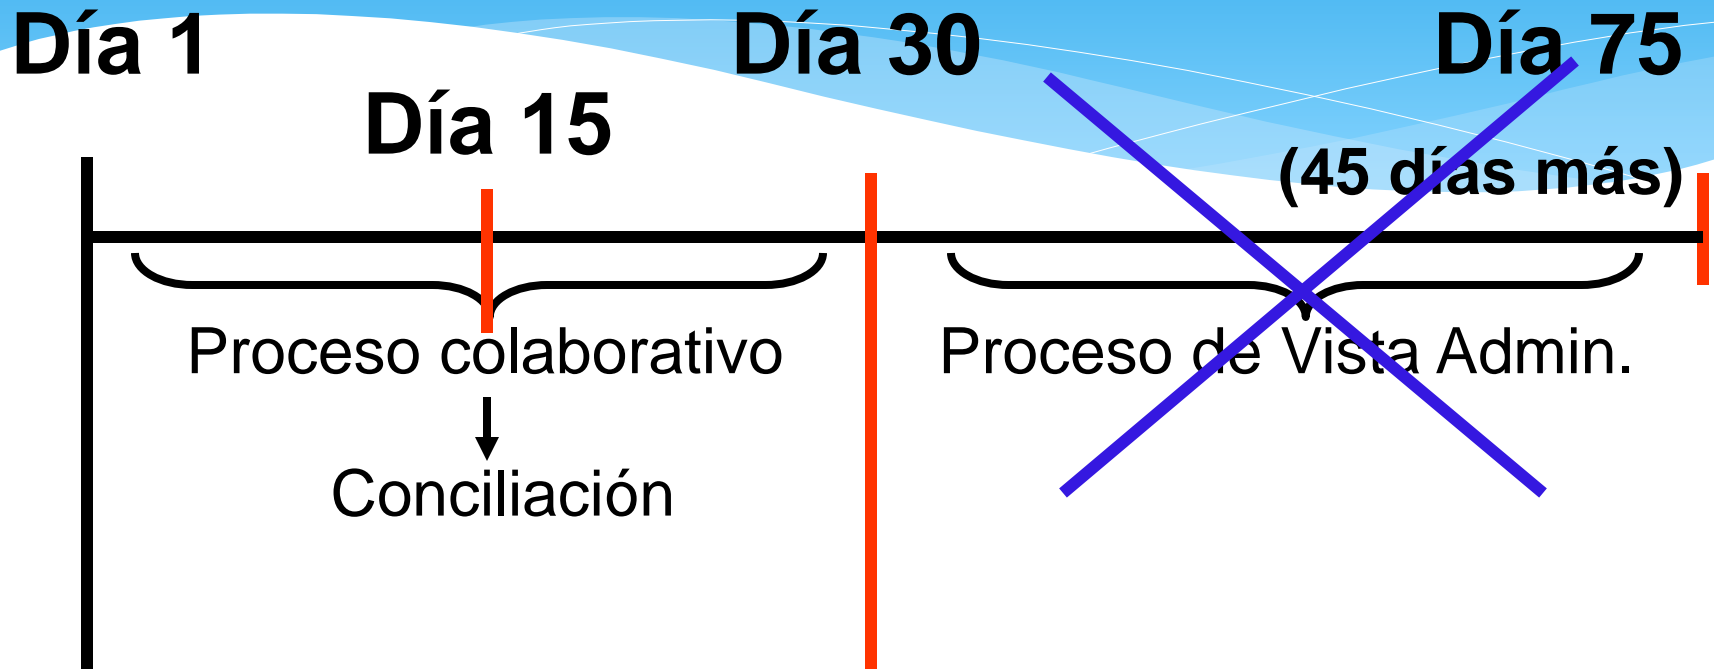 Día 1
Día 30
Día 75
Día 15
(45 días más)
Proceso colaborativo
Proceso de Vista Admin.
Conciliación